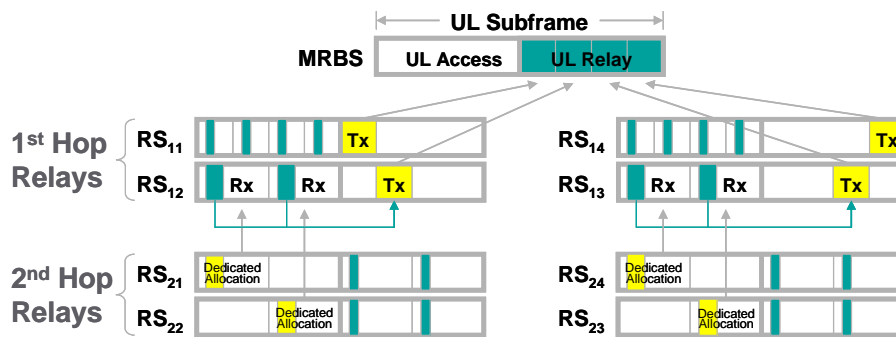 UL Subframe
MRBS
UL Access
UL Relay
1st Hop
Relays
RS11
Tx
RS12
Rx
Rx
Tx
RS14
Tx
RS13
Rx
Rx
Tx
2nd Hop
Relays
RS21
Dedicated
Allocation
RS22
Dedicated
Allocation
RS24
Dedicated
Allocation
RS23
Dedicated
Allocation